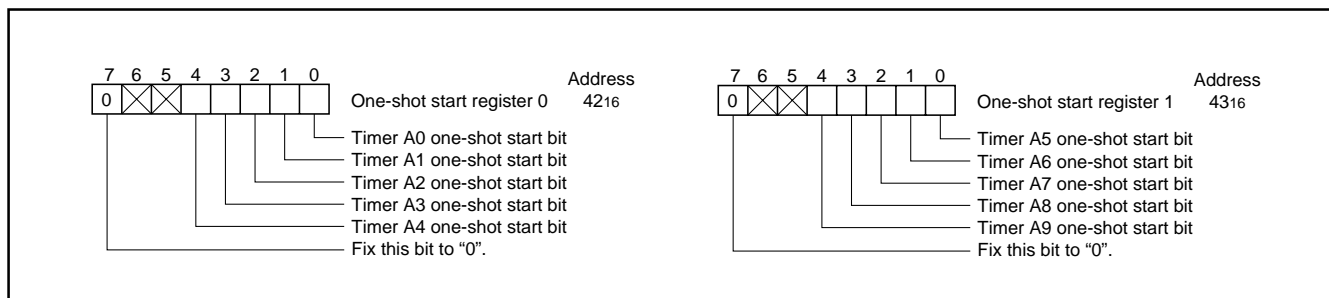 7 6 5 4 3 2 1 0
Address
0
One-shot start register 0 4216
Timer A0 one-shot start bit
Timer A1 one-shot start bit
Timer A2 one-shot start bit
Timer A3 one-shot start bit
Timer A4 one-shot start bit
Fix this bit to “0”.
7 6 5 4 3 2 1 0
Address
0
One-shot start register 1 4316
Timer A5 one-shot start bit
Timer A6 one-shot start bit
Timer A7 one-shot start bit
Timer A8 one-shot start bit
Timer A9 one-shot start bit
Fix this bit to “0”.